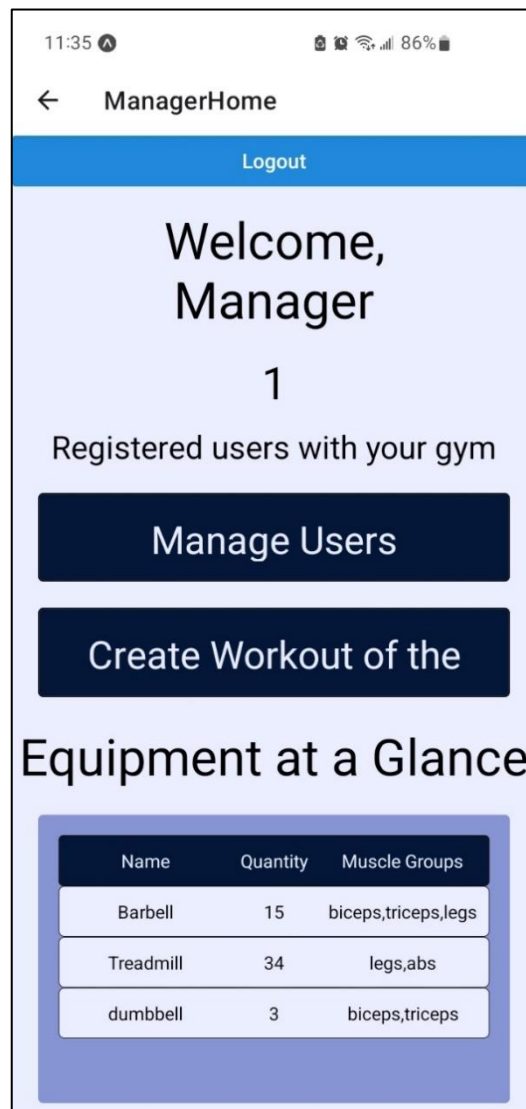 11:35 86%
ManagerHome
Logout
Welcome,
Manager
1
Registered users with your gym
Manage Users
Create Workout of the
Equipment at a Glance
Name Quantity Muscle Groups
Barbell 15 biceps,triceps,legs
Treadmill 34 legs,abs
dumbbell 3 biceps,triceps